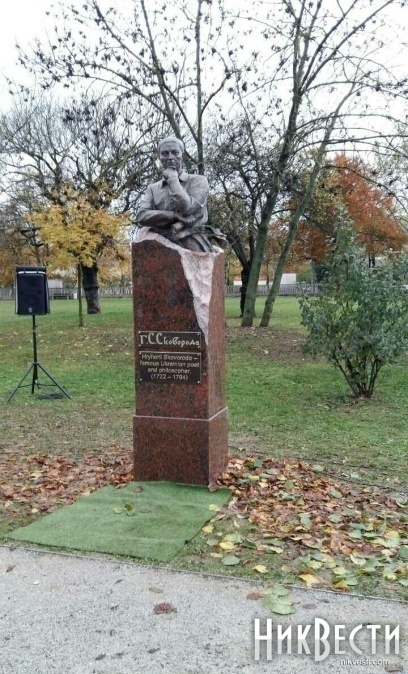 Г.С.Сковорода
Hryhorii Skovoroda –
famous Ukrainian poet
and philosopher.
(1722 – 1794)
НикВести
nikvesti.com